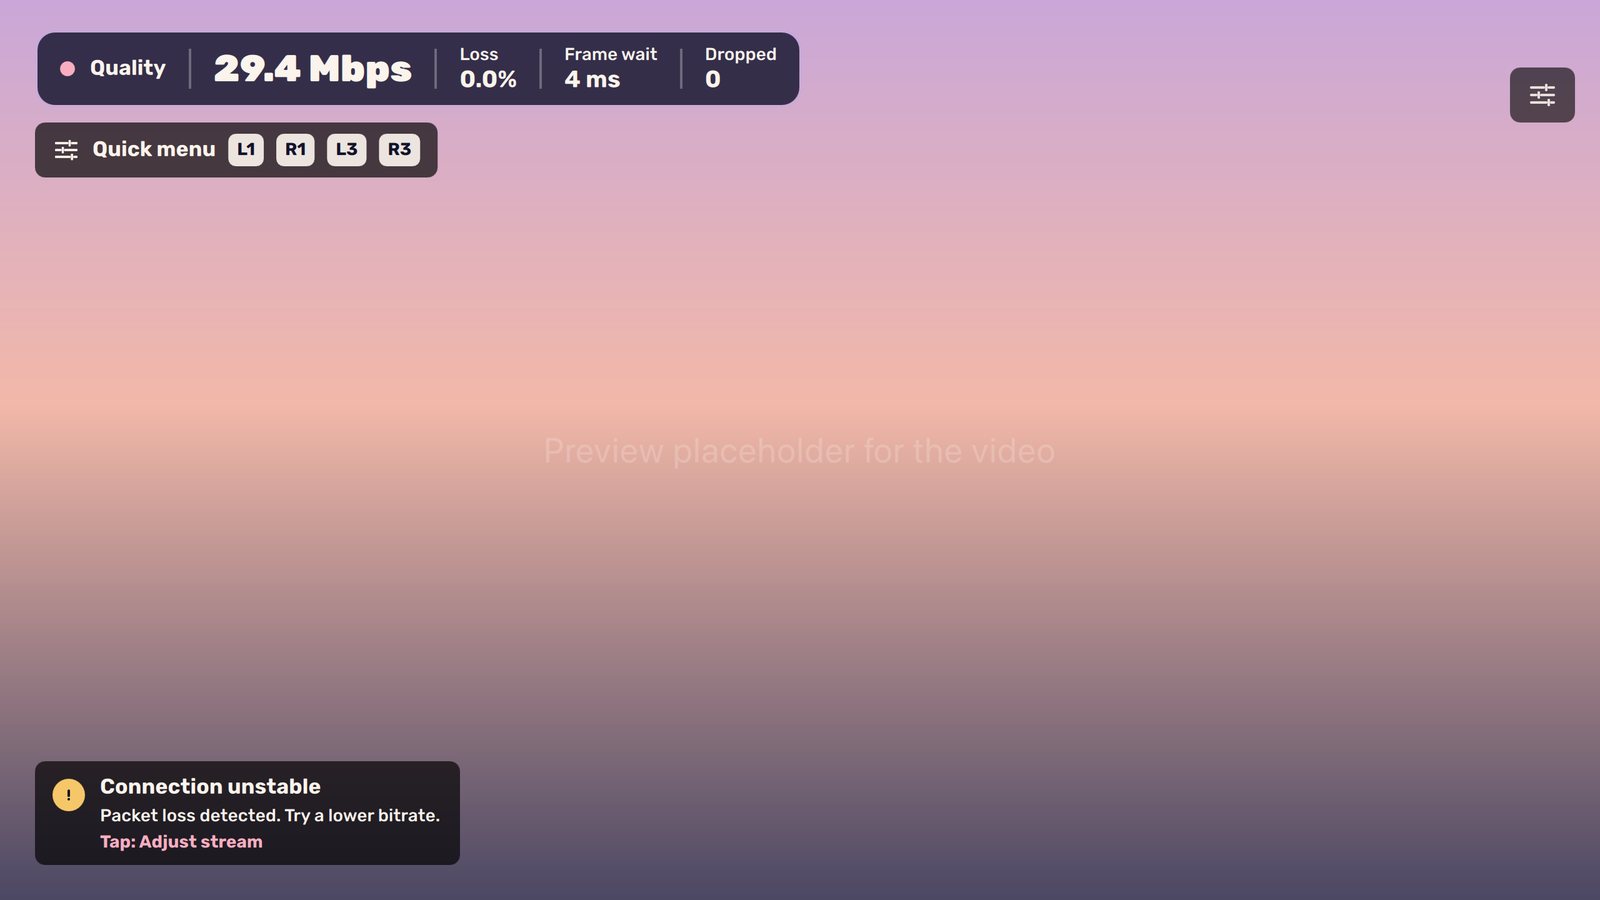 Quality 29.4 Mbps Loss 0.0% Frame wait 4 ms Dropped 0
Quick menu L1 R1 L3 R3
Preview placeholder for the video
! Connection unstable
Packet loss detected. Try a lower bitrate.
Tap: Adjust stream